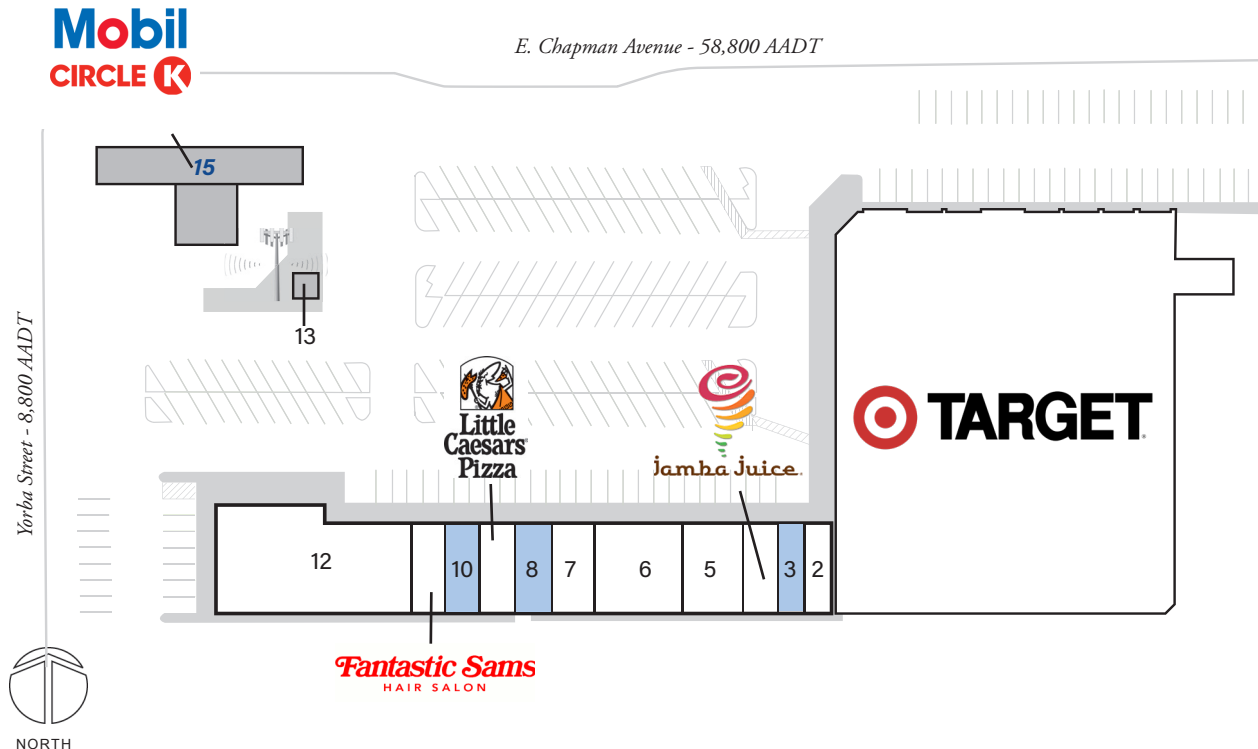 Mobil
CIRCLE K
E. Chapman Avenue - 58,800 AADT
15
13
Yorba Street - 8,800 AADT
Little
Caesars®
Pizza
Jamba Juice®
TARGET®
12
10
8
7
6
5
3
2
Fantastic Sams
HAIR SALON
NORTH